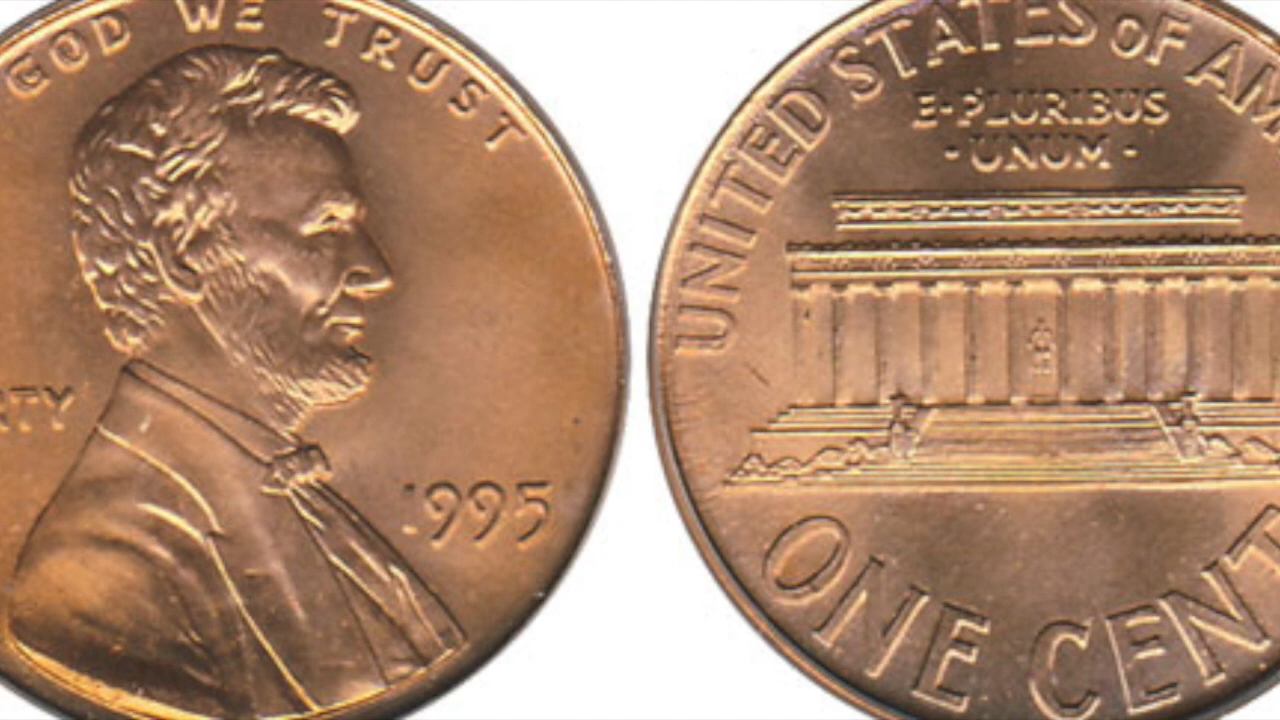 GOD WE TRUST
RTY
1995
UNITED STATES OF AM
E·PLURIBUS
·UNUM·
ONE CENT